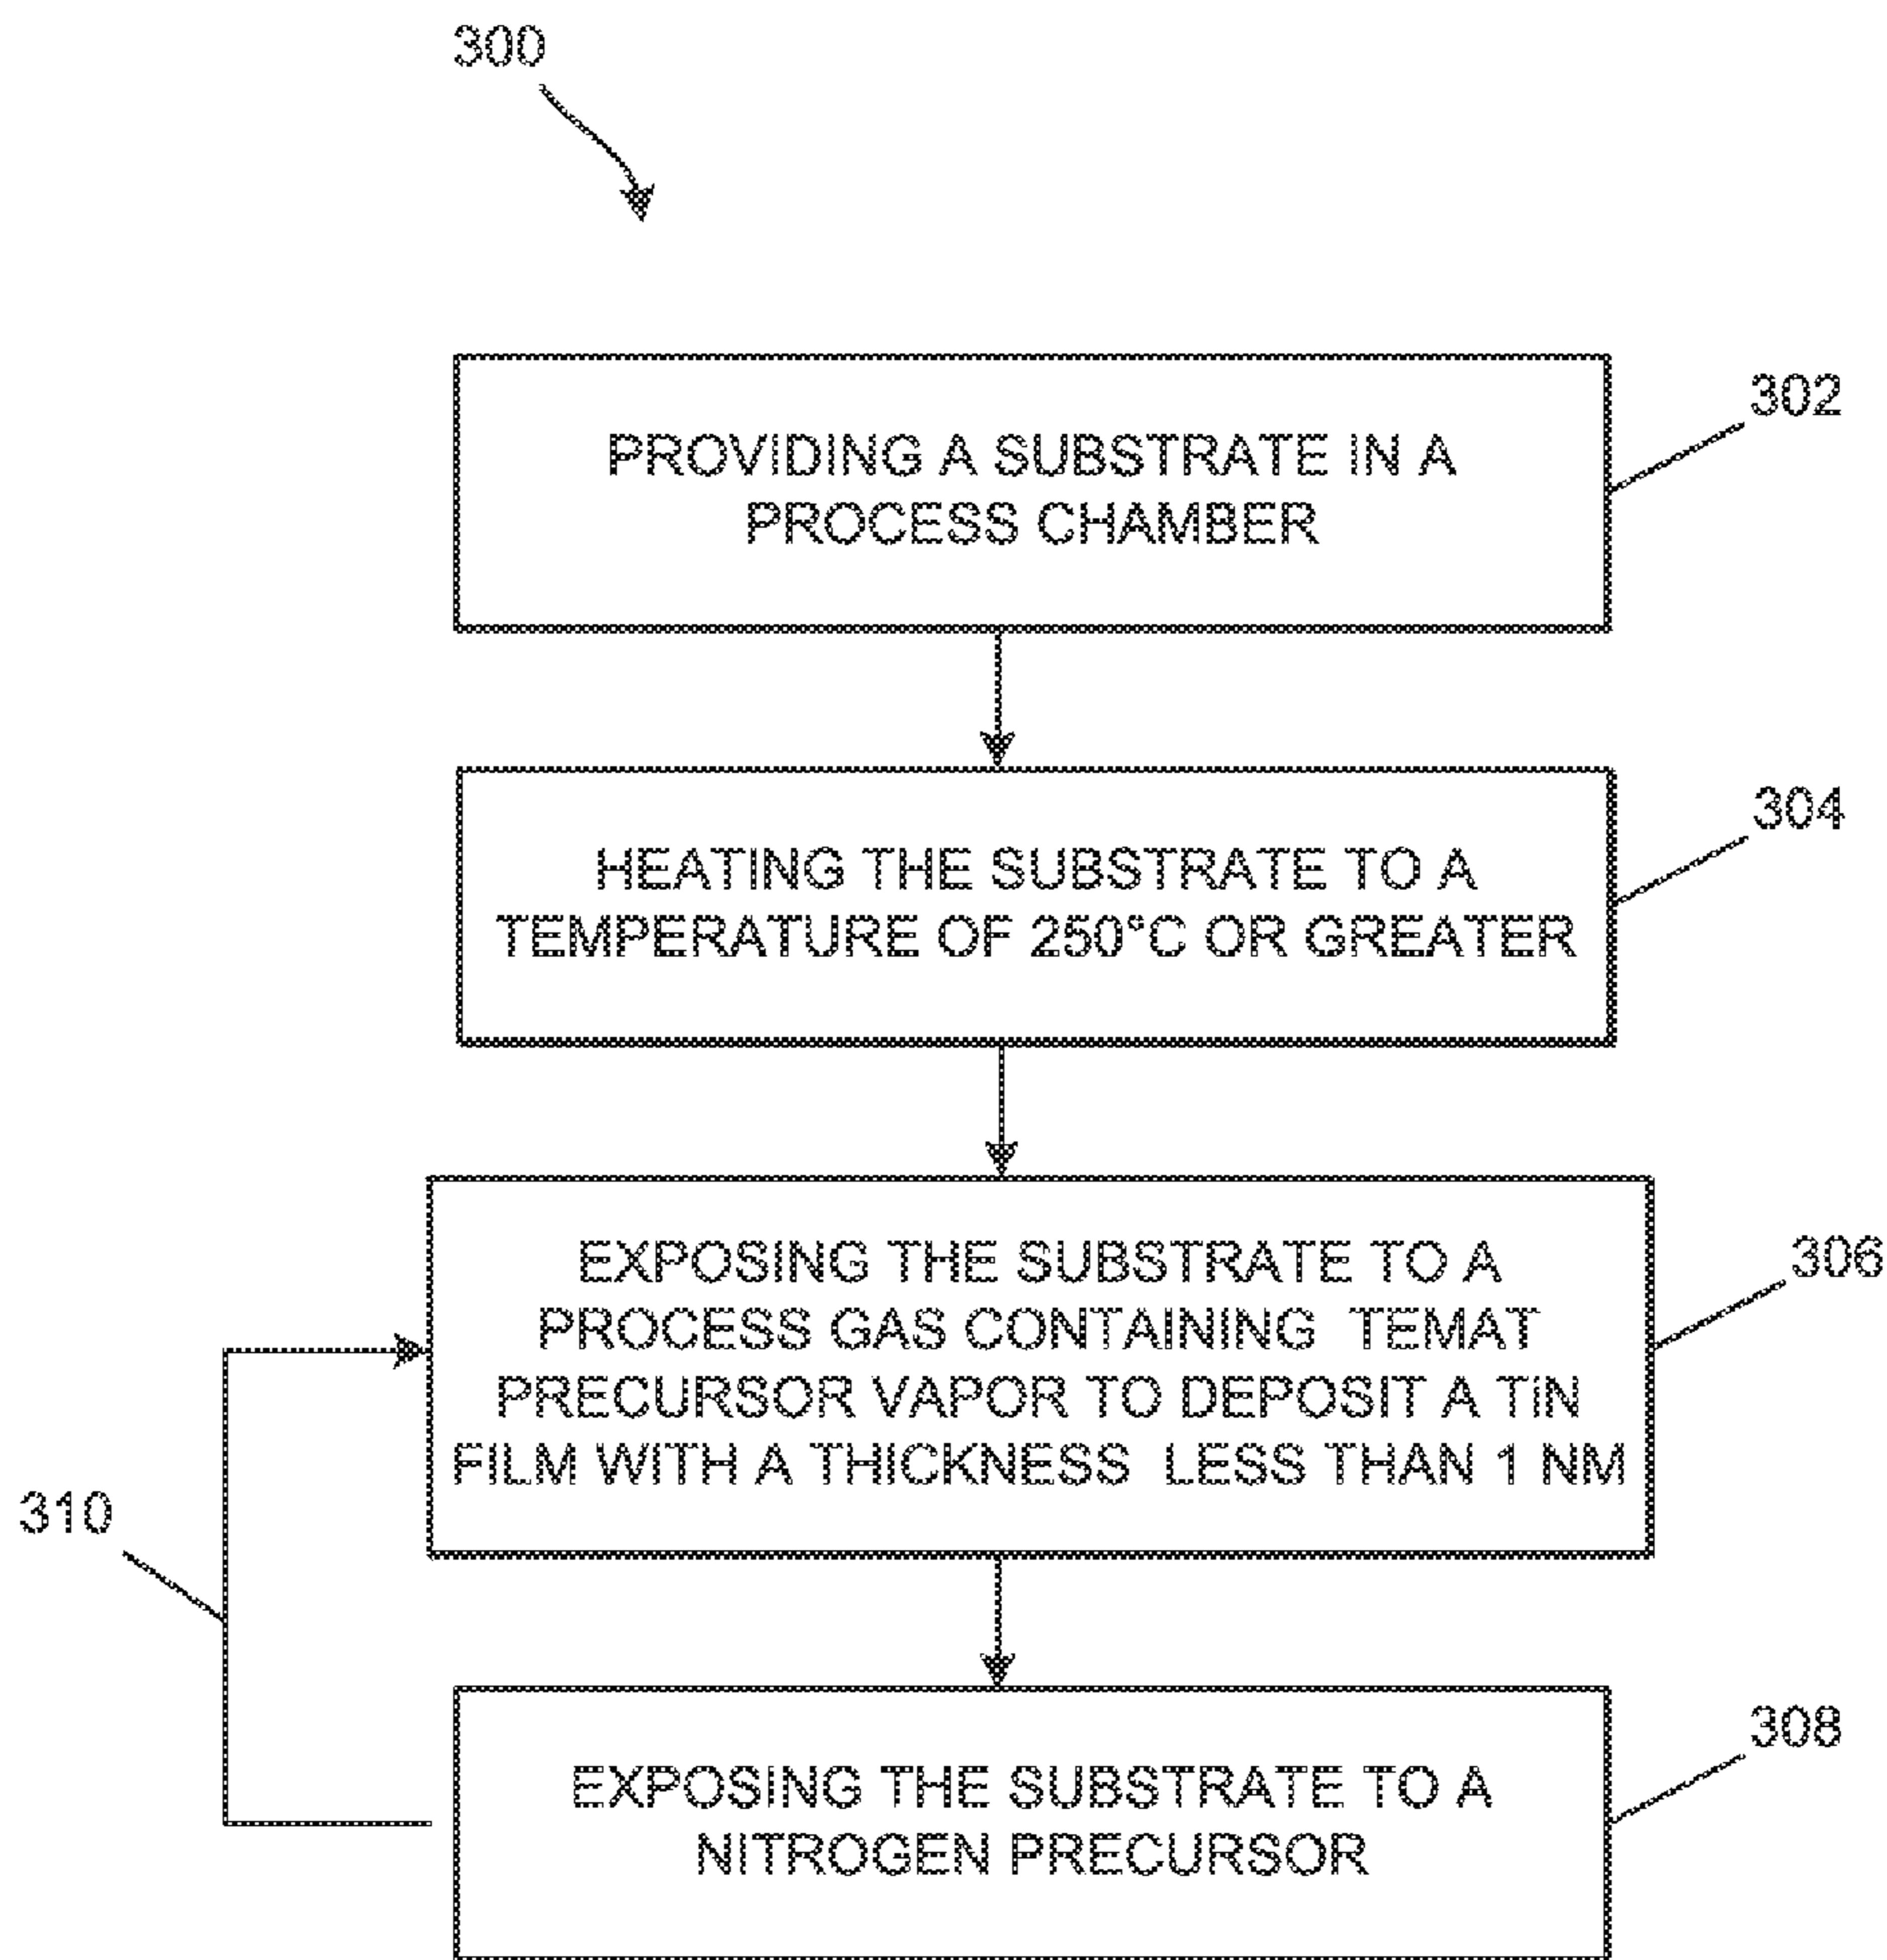 300
PROVIDING A SUBSTRATE IN A
PROCESS CHAMBER
302
HEATING THE SUBSTRATE TO A
TEMPERATURE OF 250°C OR GREATER
304
EXPOSING THE SUBSTRATE TO A
PROCESS GAS CONTAINING TEMAT
PRECURSOR VAPOR TO DEPOSIT A TiN
FILM WITH A THICKNESS LESS THAN 1 NM
306
310
EXPOSING THE SUBSTRATE TO A
NITROGEN PRECURSOR
308